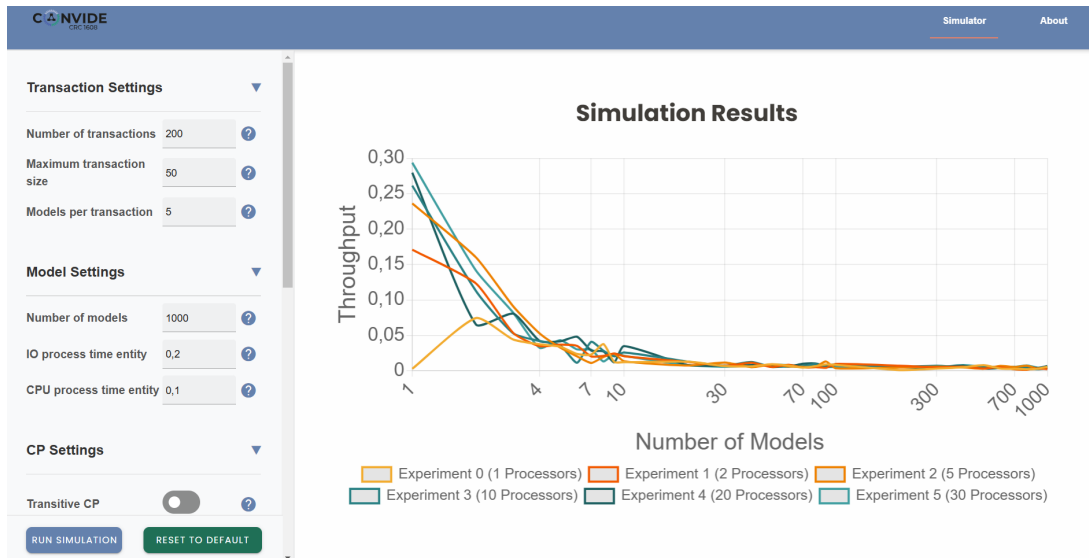 CONVIDE
CRC 1608
Simulator
About
Transaction Settings
Number of transactions 200
Maximum transaction size 50
Models per transaction 5
Model Settings
Number of models 1000
IO process time entity 0,2
CPU process time entity 0,1
CP Settings
Transitive CP
RUN SIMULATION
RESET TO DEFAULT
Simulation Results
Throughput
0,30
0,25
0,20
0,15
0,10
0,05
0
1 4 7 10 30 70 100 300 700 1000
Number of Models
Experiment 0 (1 Processors) Experiment 1 (2 Processors) Experiment 2 (5 Processors)
Experiment 3 (10 Processors) Experiment 4 (20 Processors) Experiment 5 (30 Processors)